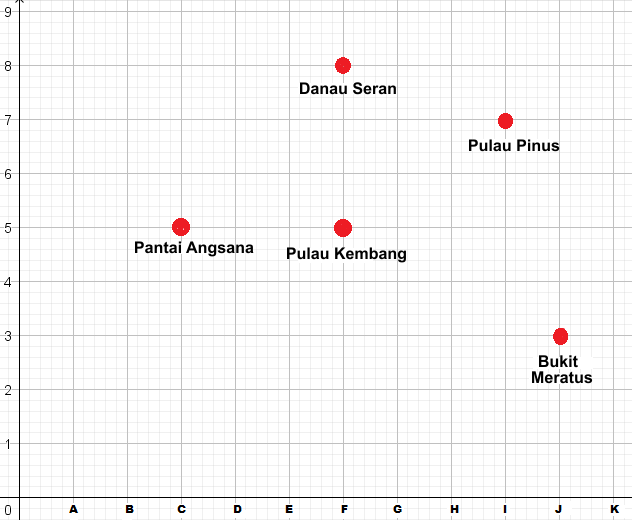 9
8
Danau Seran
7
Pulau Pinus
6
5
Pantai Angsana
Pulau Kembang
4
3
Bukit
Meratus
2
1
0 A B C D E F G H I J K